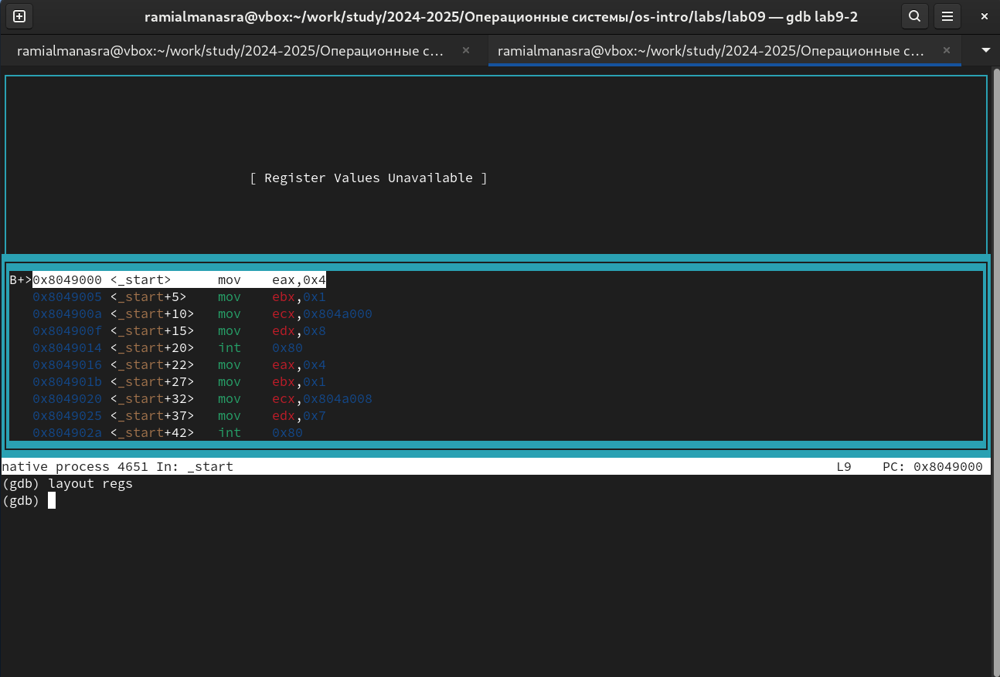 ramialmanasra@vbox:~/work/study/2024-2025/Операционные системы/os-intro/labs/lab09 — gdb lab9-2
ramialmanasra@vbox:~/work/study/2024-2025/Операционные с... × ramialmanasra@vbox:~/work/study/2024-2025/Операционные с... ×
[ Register Values Unavailable ]
B+>0x8049000 <_start>      mov    eax,0x4
0x8049005 <_start+5>    mov    ebx,0x1
0x804900a <_start+10>   mov    ecx,0x804a000
0x804900f <_start+15>   mov    edx,0x8
0x8049014 <_start+20>   int    0x80
0x8049016 <_start+22>   mov    eax,0x4
0x804901b <_start+27>   mov    ebx,0x1
0x8049020 <_start+32>   mov    ecx,0x804a008
0x8049025 <_start+37>   mov    edx,0x7
0x804902a <_start+42>   int    0x80
native process 4651 In: _start L9 PC: 0x8049000
(gdb) layout regs
(gdb)